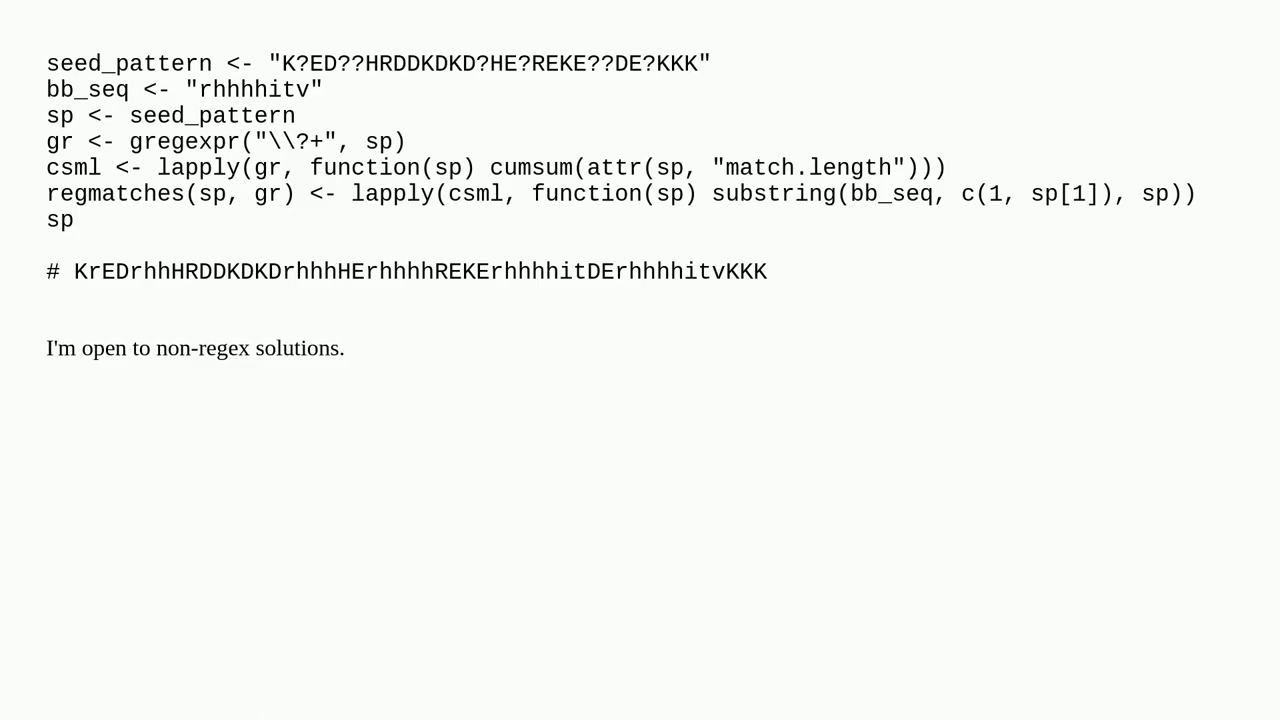 seed_pattern <- "K?ED??HRDDKDKD?HE?REKE??DE?KKK"
bb_seq <- "rhhhhitv"
sp <- seed_pattern
gr <- gregexpr("\\?+", sp)
csml <- lapply(gr, function(sp) cumsum(attr(sp, "match.length")))
regmatches(sp, gr) <- lapply(csml, function(sp) substring(bb_seq, c(1, sp[1]), sp))
sp
# KrEDrhhHRDDKDKDrhhhHErhhhhREKErhhhhitDErhhhhitvKKK
I'm open to non-regex solutions.